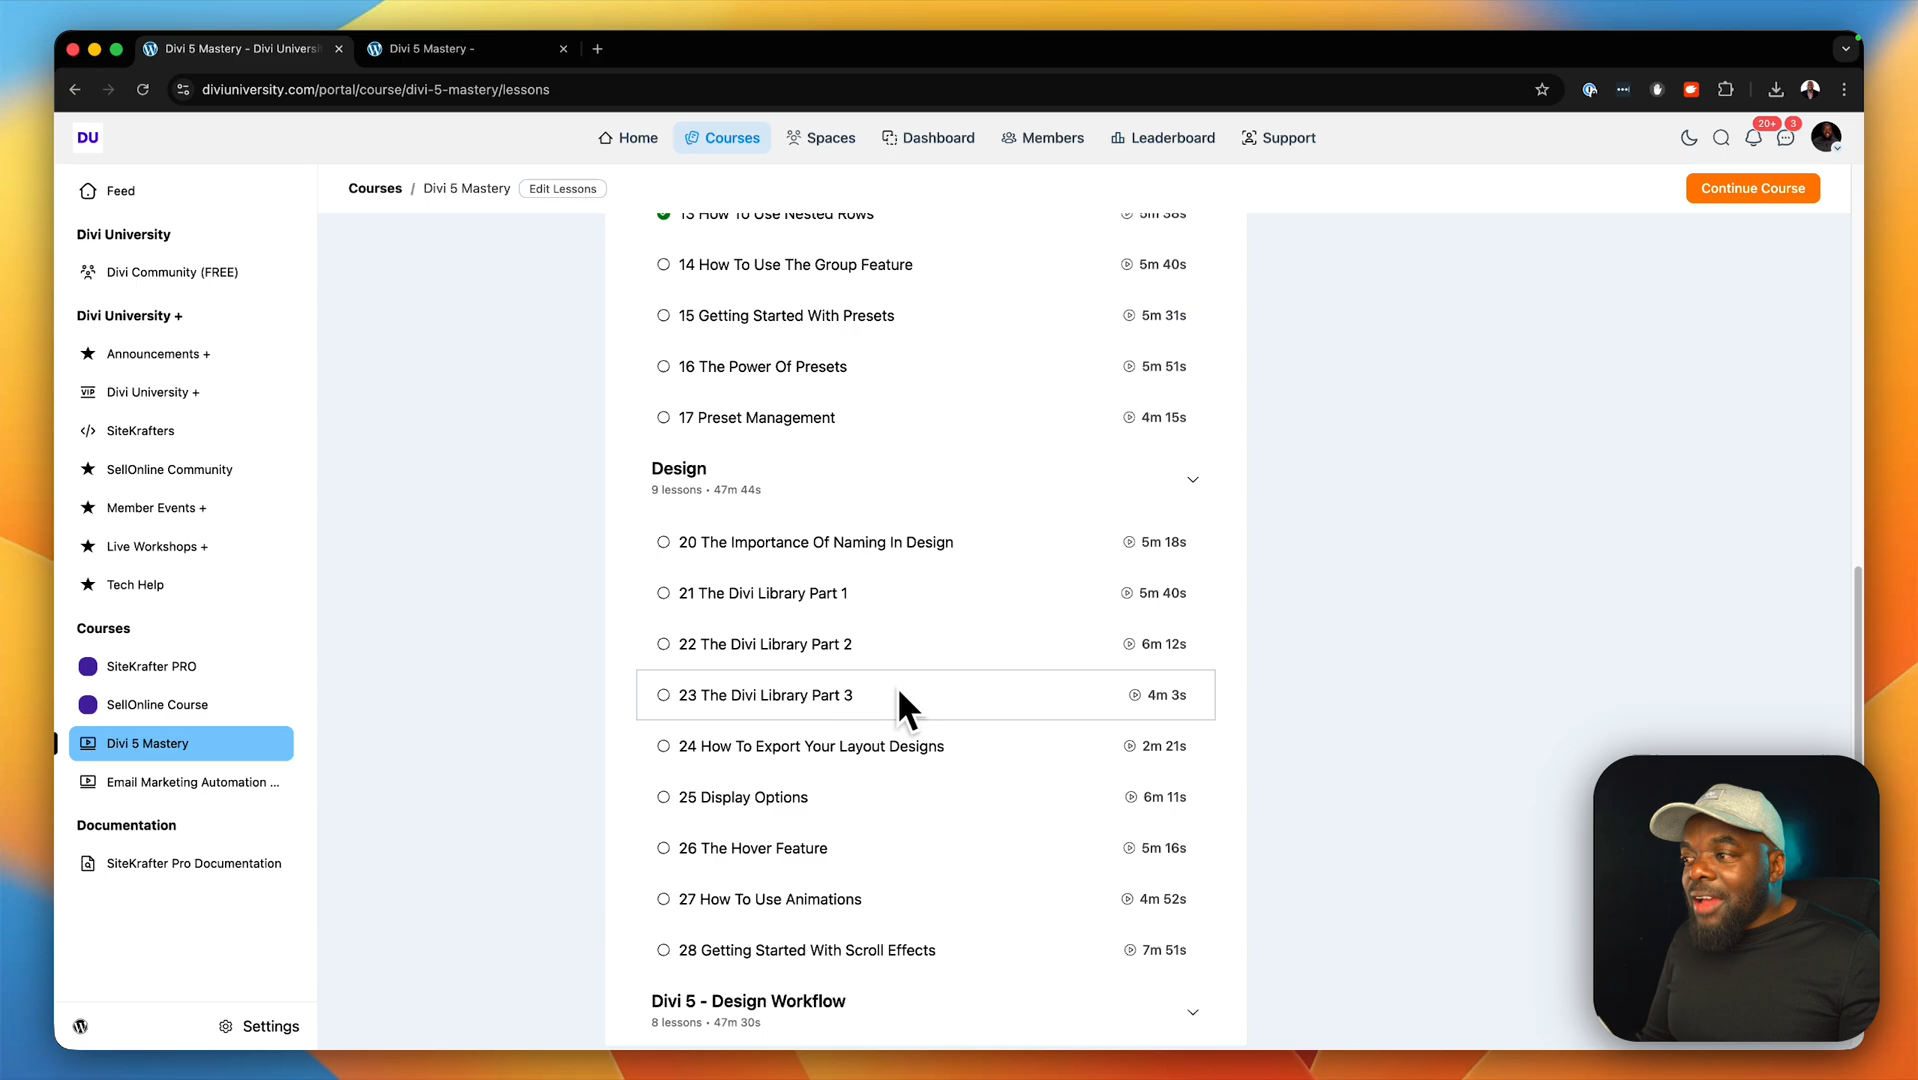 Divi 5 Mastery - Divi Universi
Divi 5 Mastery -
diviuniversity.com/portal/course/divi-5-mastery/lessons
DU
Home
Courses
Spaces
Dashboard
Members
Leaderboard
Support
20+
3
Feed
Divi University
Divi Community (FREE)
Divi University +
Announcements +
VIP
Divi University +
SiteKrafters
SellOnline Community
Member Events +
Live Workshops +
Tech Help
Courses
SiteKrafter PRO
SellOnline Course
Divi 5 Mastery
Email Marketing Automation ...
Documentation
SiteKrafter Pro Documentation
Settings
Courses / Divi 5 Mastery
Edit Lessons
Continue Course
13 How To Use Nested Rows 5m 38s
14 How To Use The Group Feature 5m 40s
15 Getting Started With Presets 5m 31s
16 The Power Of Presets 5m 51s
17 Preset Management 4m 15s
Design
9 lessons • 47m 44s
20 The Importance Of Naming In Design 5m 18s
21 The Divi Library Part 1 5m 40s
22 The Divi Library Part 2 6m 12s
23 The Divi Library Part 3 4m 3s
24 How To Export Your Layout Designs 2m 21s
25 Display Options 6m 11s
26 The Hover Feature 5m 16s
27 How To Use Animations 4m 52s
28 Getting Started With Scroll Effects 7m 51s
Divi 5 - Design Workflow
8 lessons • 47m 30s